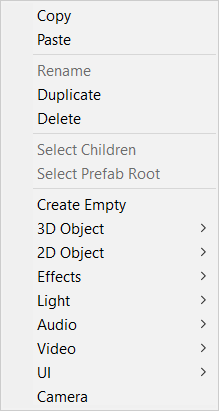 Copy
Paste
Rename
Duplicate
Delete
Select Children
Select Prefab Root
Create Empty
3D Object
2D Object
Effects
Light
Audio
Video
UI
Camera